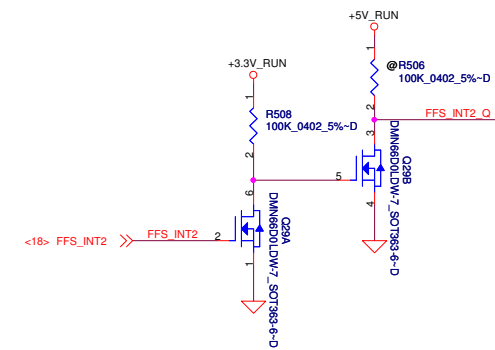 +5V_RUN
1
@R506
100K_0402_5%~D
2
FFS_INT2_Q
+3.3V_RUN
1
R508
100K_0402_5%~D
2
3
5
4
Q29B
DMN66D0LDW-7_SOT363-6~D
6
<18> FFS_INT2
FFS_INT2
2
1
Q29A
DMN66D0LDW-7_SOT363-6~D